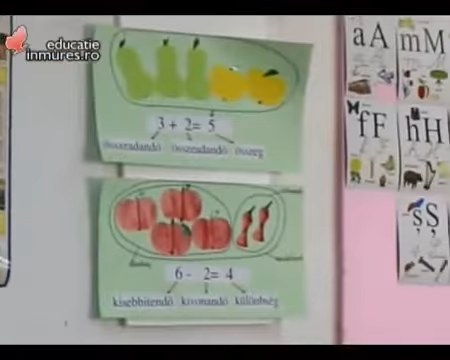 educatie
inmures.ro
3 + 2 = 5
összeadandó összeadandó összeg
6 - 2 = 4
kisebbítendő kivonandó különbség
aA
mM
fF
hH
șȘ